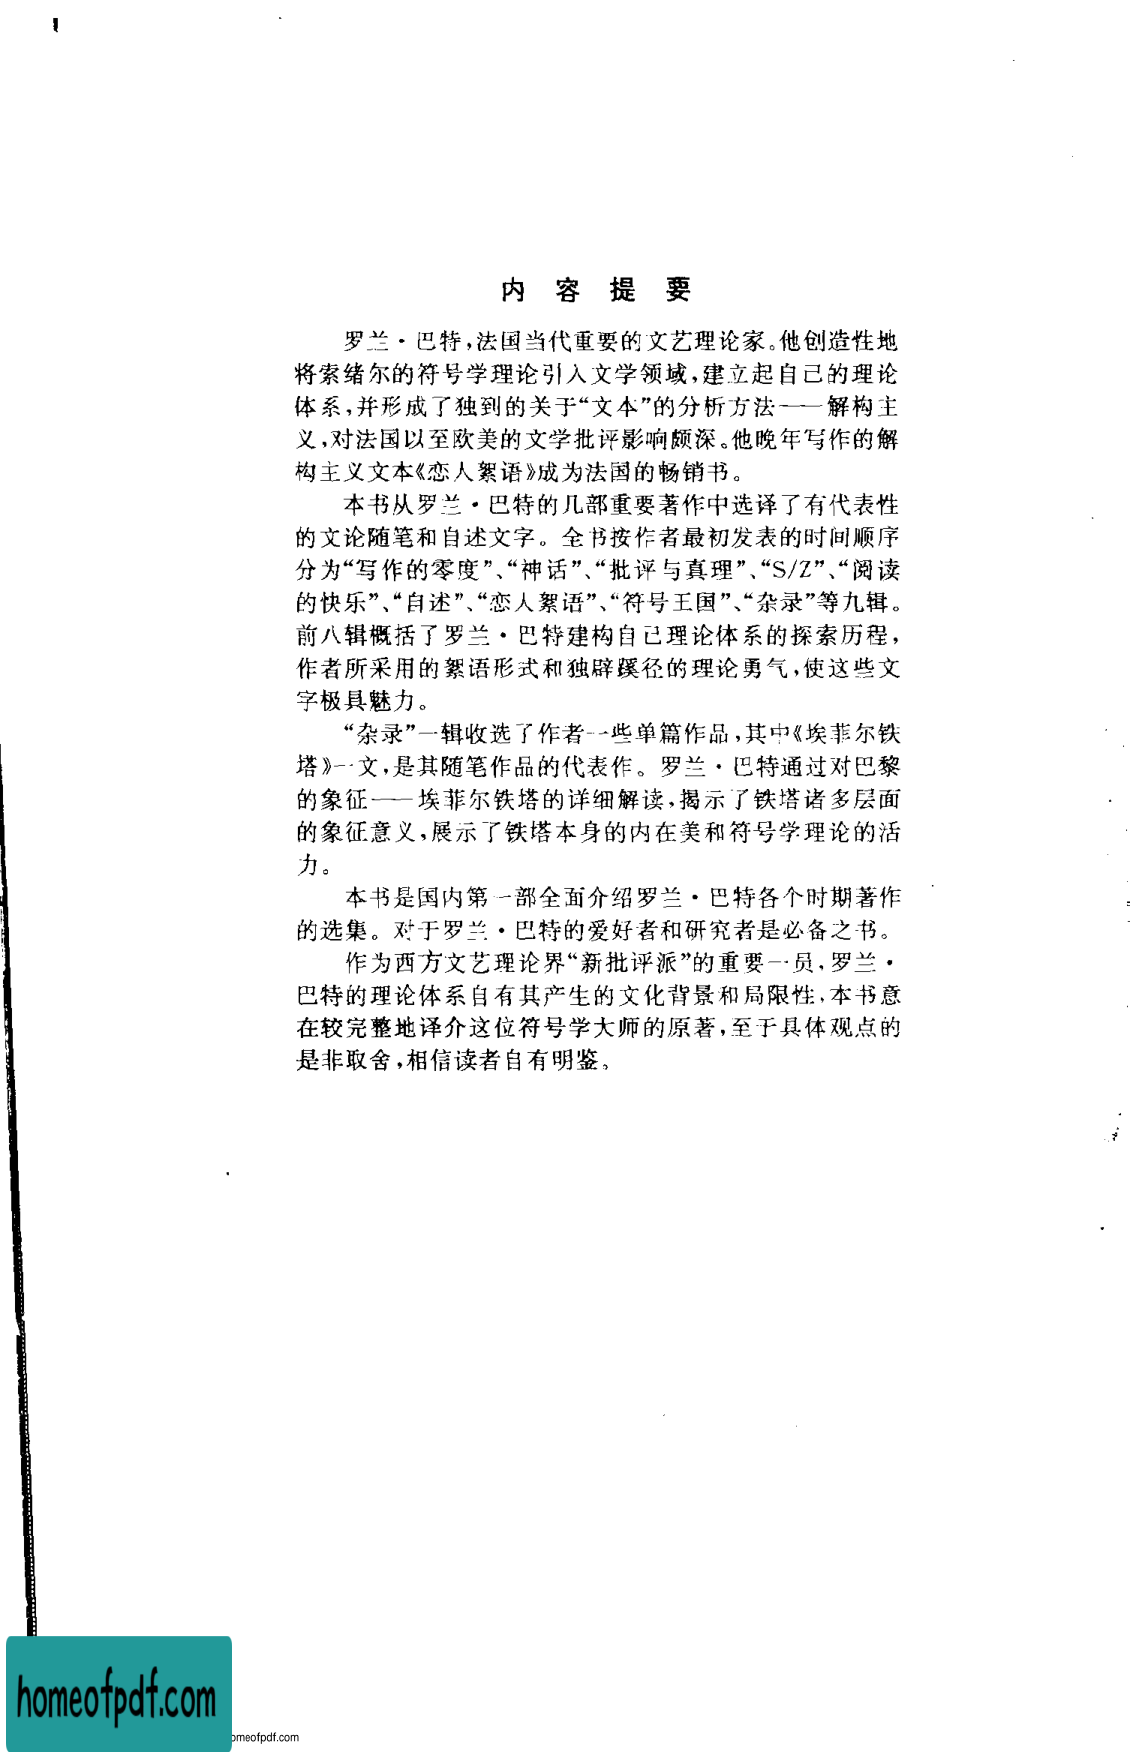 内容提要
罗兰·巴特,法国当代重要的文艺理论家。他创造性地
将索绪尔的符号学理论引入文学领域,建立起自己的理论
体系,并形成了独到的关于“文本”的分析方法——解构主
义,对法国以至欧美的文学批评影响颇深。他晚年写作的解
构主义文本《恋人絮语》成为法国的畅销书。
本书从罗兰·巴特的几部重要著作中选译了有代表性
的文论随笔和自述文字。全书按作者最初发表的时间顺序
分为“写作的零度”、“神话”、“批评与真理”、“S/Z”、“阅读
的快乐”、“自述”、“恋人絮语”、“符号王国”、“杂录”等九辑。
前八辑概括了罗兰·巴特建构自己理论体系的探索历程,
作者所采用的絮语形式和独辟蹊径的理论勇气,使这些文
字极具魅力。
“杂录”一辑收选了作者一些单篇作品,其中《埃菲尔铁
塔》一文,是其随笔作品的代表作。罗兰·巴特通过对巴黎
的象征——埃菲尔铁塔的详细解读,揭示了铁塔诸多层面
的象征意义,展示了铁塔本身的内在美和符号学理论的活
力。
本书是国内第一部全面介绍罗兰·巴特各个时期著作
的选集。对于罗兰·巴特的爱好者和研究者是必备之书。
作为西方文艺理论界“新批评派”的重要一员,罗兰·
巴特的理论体系自有其产生的文化背景和局限性,本书意
在较完整地译介这位符号学大师的原著,至于具体观点的
是非取舍,相信读者自有明鉴。
homeofpdf.com
omeofpdf.com